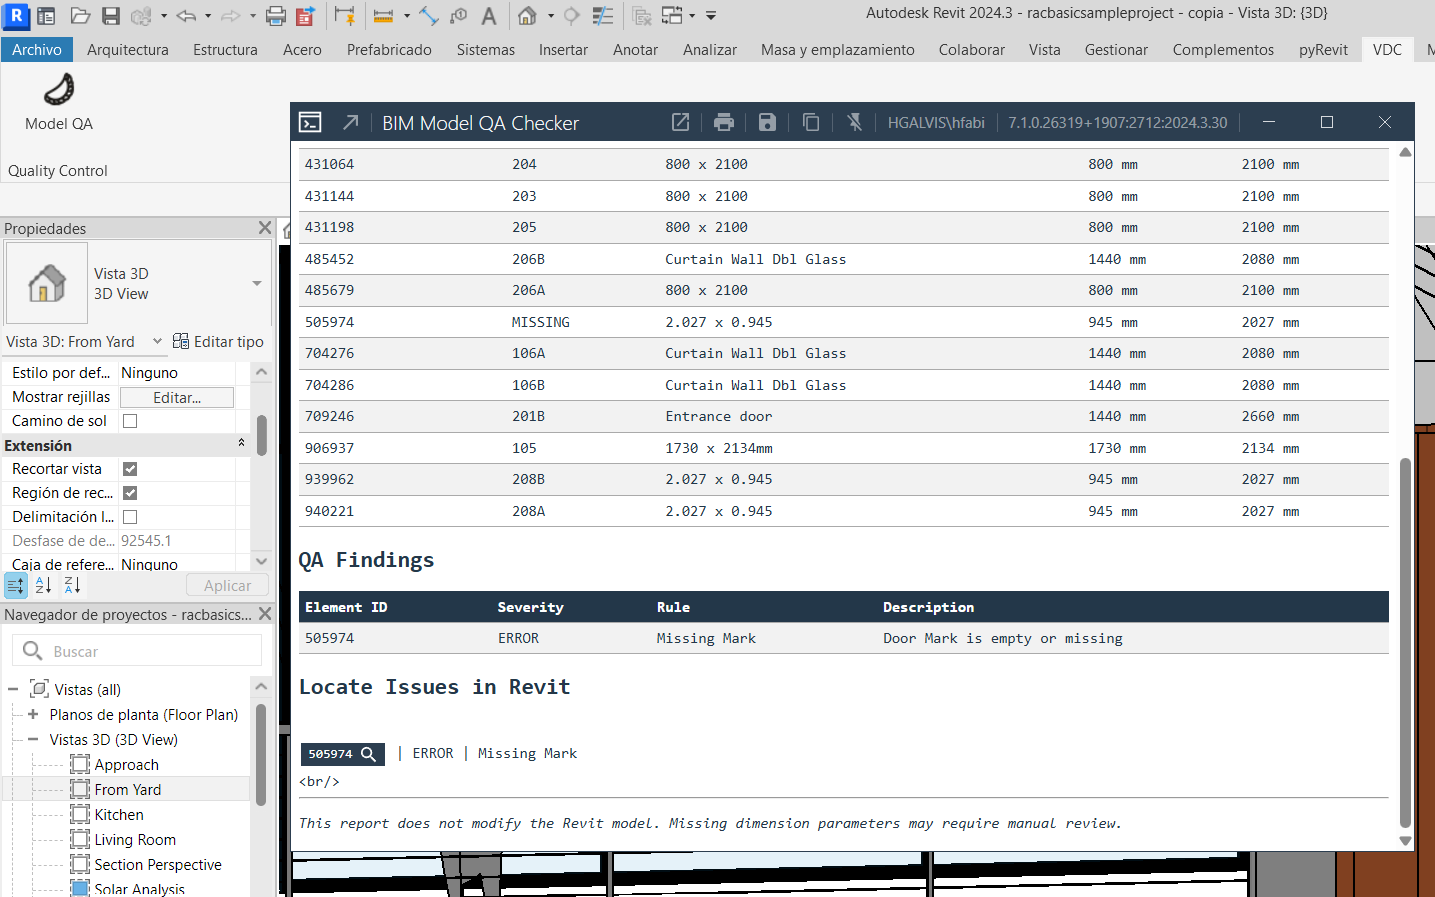 Autodesk Revit 2024.3 - racbasicsampleproject - copia - Vista 3D: {3D}
Archivo Arquitectura Estructura Acero Prefabricado Sistemas Insertar Anotar Analizar Masa y emplazamiento Colaborar Vista Gestionar Complementos pyRevit VDC
Model QA
Quality Control
BIM Model QA Checker HGALVIS\hfabi 7.1.0.26319+1907:2712:2024.3.30
431064 204 800 x 2100 800 mm 2100 mm
431144 203 800 x 2100 800 mm 2100 mm
431198 205 800 x 2100 800 mm 2100 mm
485452 206B Curtain Wall Dbl Glass 1440 mm 2080 mm
485679 206A 800 x 2100 800 mm 2100 mm
505974 MISSING 2.027 x 0.945 945 mm 2027 mm
704276 106A Curtain Wall Dbl Glass 1440 mm 2080 mm
704286 106B Curtain Wall Dbl Glass 1440 mm 2080 mm
709246 201B Entrance door 1440 mm 2660 mm
906937 105 1730 x 2134mm 1730 mm 2134 mm
939962 208B 2.027 x 0.945 945 mm 2027 mm
940221 208A 2.027 x 0.945 945 mm 2027 mm
QA Findings
Element ID Severity Rule Description
505974 ERROR Missing Mark Door Mark is empty or missing
Locate Issues in Revit
505974 | ERROR | Missing Mark
<br/>
This report does not modify the Revit model. Missing dimension parameters may require manual review.
Propiedades
Vista 3D
3D View
Vista 3D: From Yard Editar tipo
Estilo por def... Ninguno
Mostrar rejillas Editar...
Camino de sol
Extensión
Recortar vista
Región de rec...
Delimitación l...
Desfase de de... 92545.1
Caja de refere... Ninguno
Aplicar
Navegador de proyectos - racbasics...
Buscar
Vistas (all)
Planos de planta (Floor Plan)
Vistas 3D (3D View)
Approach
From Yard
Kitchen
Living Room
Section Perspective
Solar Analysis